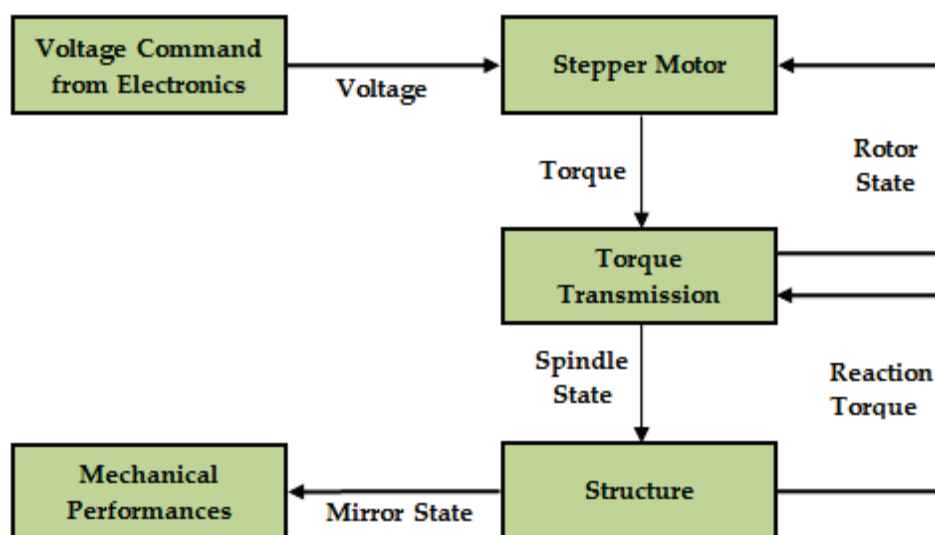 Voltage Command
from Electronics
Voltage
Stepper Motor
Torque
Rotor
State
Torque
Transmission
Spindle
State
Reaction
Torque
Mechanical
Performances
Mirror State
Structure